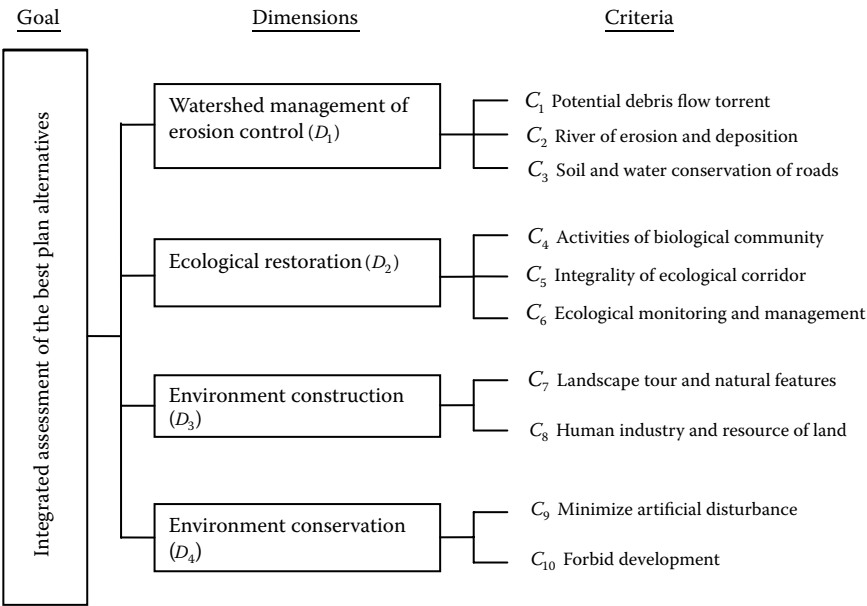 Goal
Dimensions
Criteria
Integrated assessment of the best plan alternatives
Watershed management of
erosion control (D₁)
C₁ Potential debris flow torrent
C₂ River of erosion and deposition
C₃ Soil and water conservation of roads
Ecological restoration (D₂)
C₄ Activities of biological community
C₅ Integrality of ecological corridor
C₆ Ecological monitoring and management
Environment construction
(D₃)
C₇ Landscape tour and natural features
C₈ Human industry and resource of land
Environment conservation
(D₄)
C₉ Minimize artificial disturbance
C₁₀ Forbid development